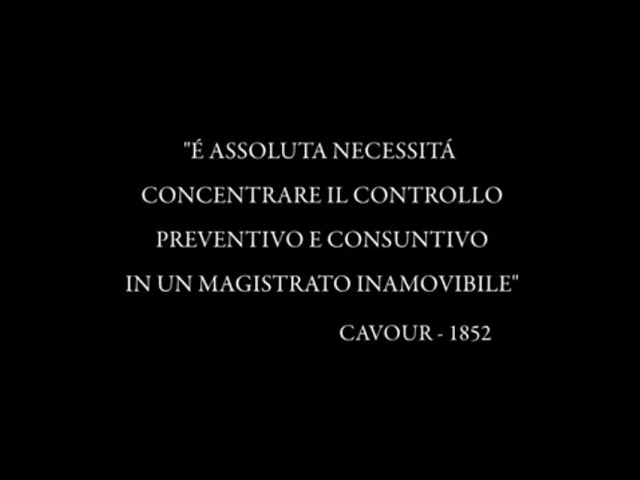 "É ASSOLUTA NECESSITÁ
CONCENTRARE IL CONTROLLO
PREVENTIVO E CONSUNTIVO
IN UN MAGISTRATO INAMOVIBILE"
CAVOUR - 1852